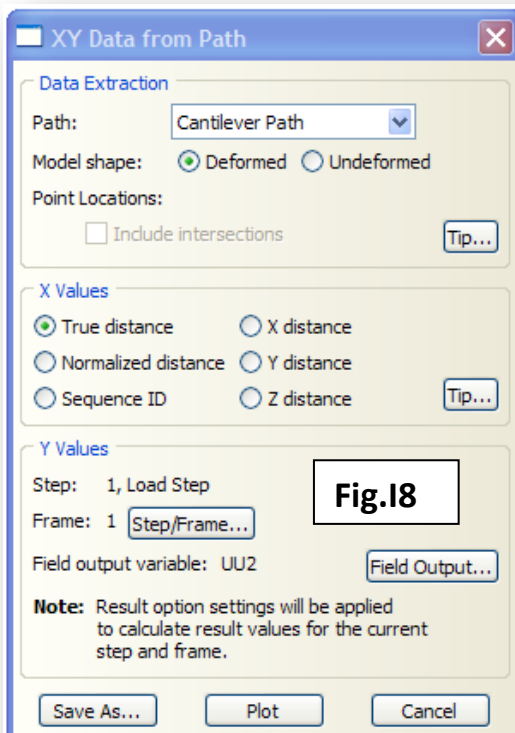 XY Data from Path
Data Extraction
Path: Cantilever Path
Model shape: Deformed Undeformed
Point Locations:
Include intersections Tip...
X Values
True distance X distance
Normalized distance Y distance
Sequence ID Z distance Tip...
Y Values
Step: 1, Load Step
Fig.I8
Frame: 1 Step/Frame...
Field output variable: UU2 Field Output...
Note: Result option settings will be applied
to calculate result values for the current
step and frame.
Save As... Plot Cancel